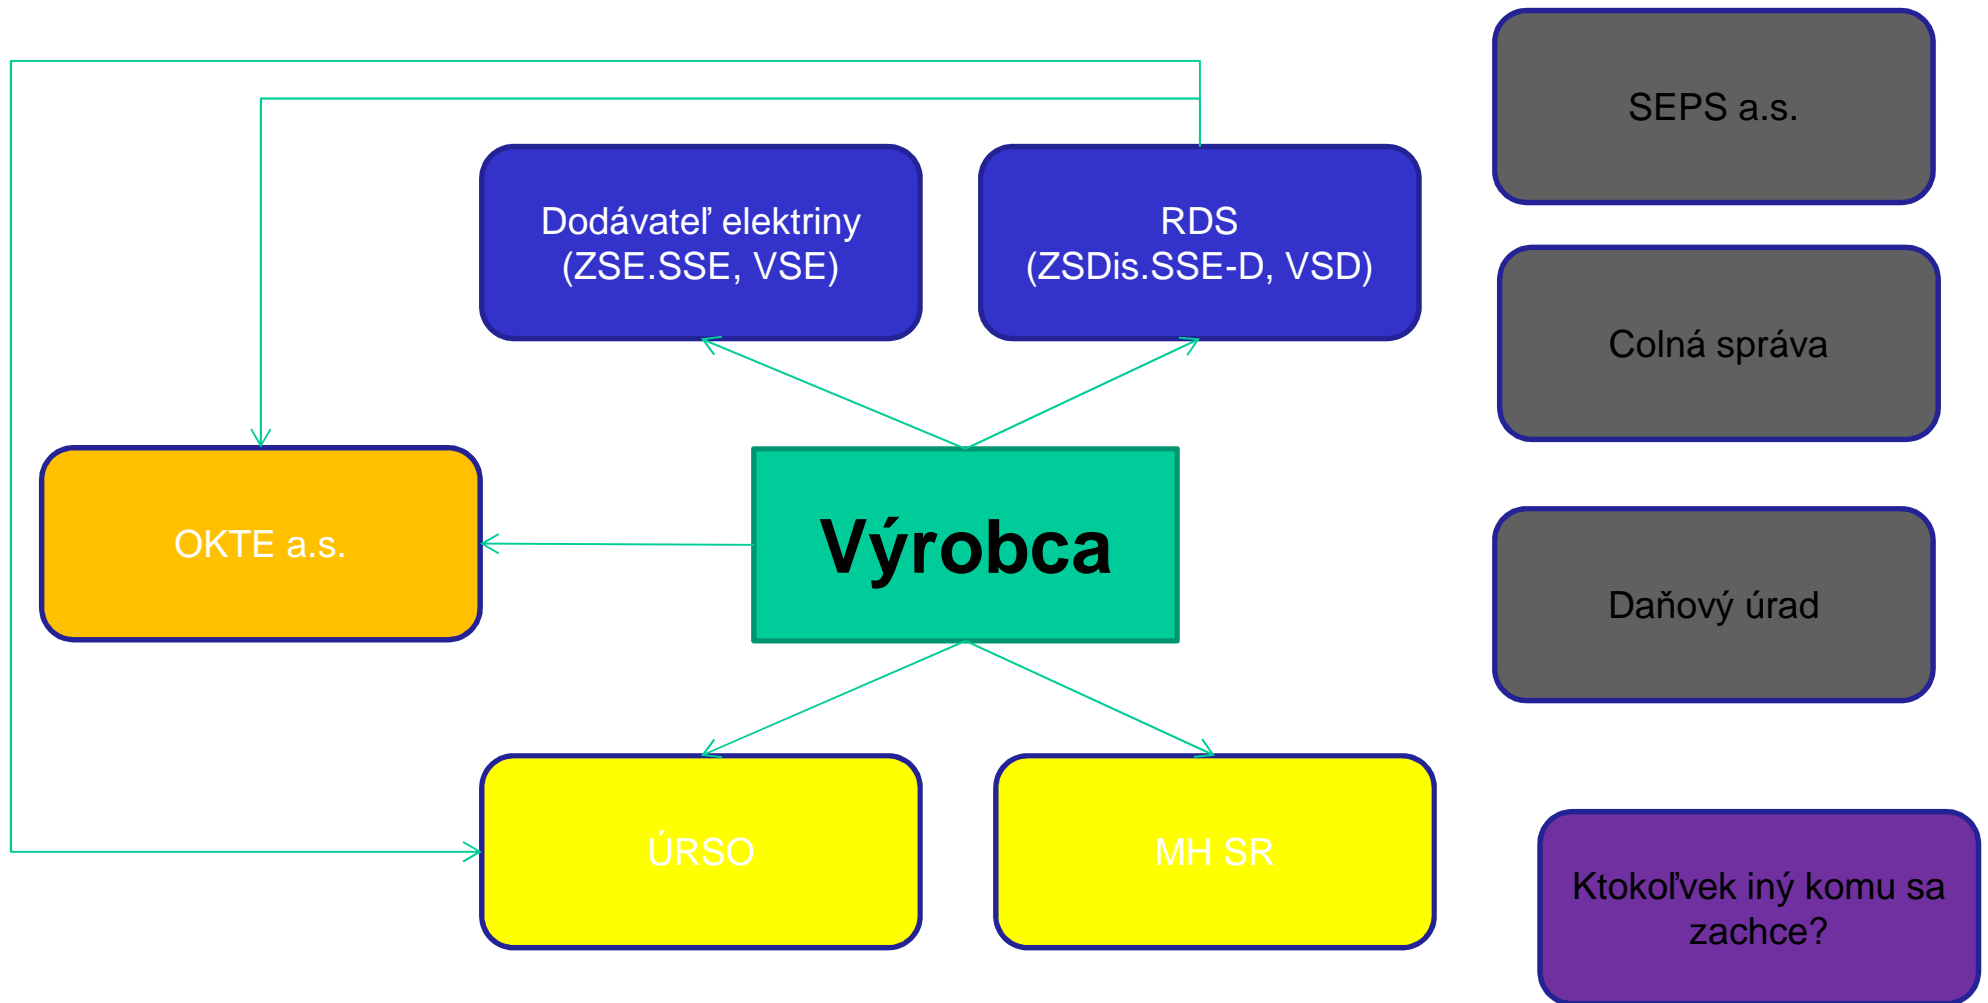 SEPS a.s.
Dodávateľ elektriny
(ZSE.SSE, VSE)
RDS
(ZSDis.SSE-D, VSD)
Colná správa
OKTE a.s.
Výrobca
Daňový úrad
ÚRSO
MH SR
Ktokoľvek iný komu sa
zachce?